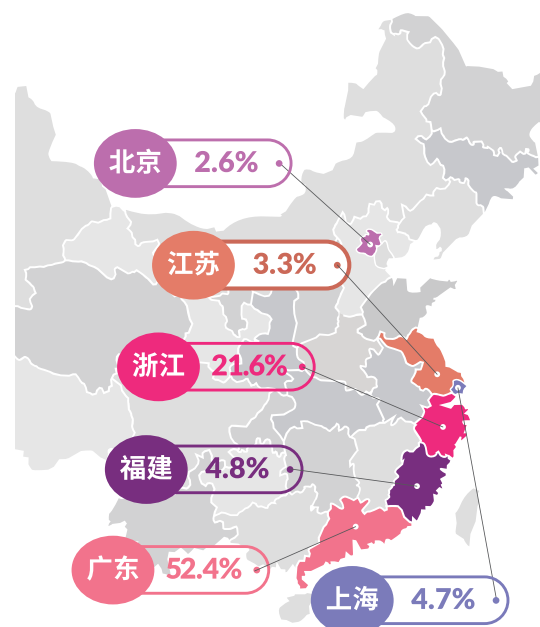 北京 2.6%
江苏 3.3%
浙江 21.6%
福建 4.8%
广东 52.4%
上海 4.7%